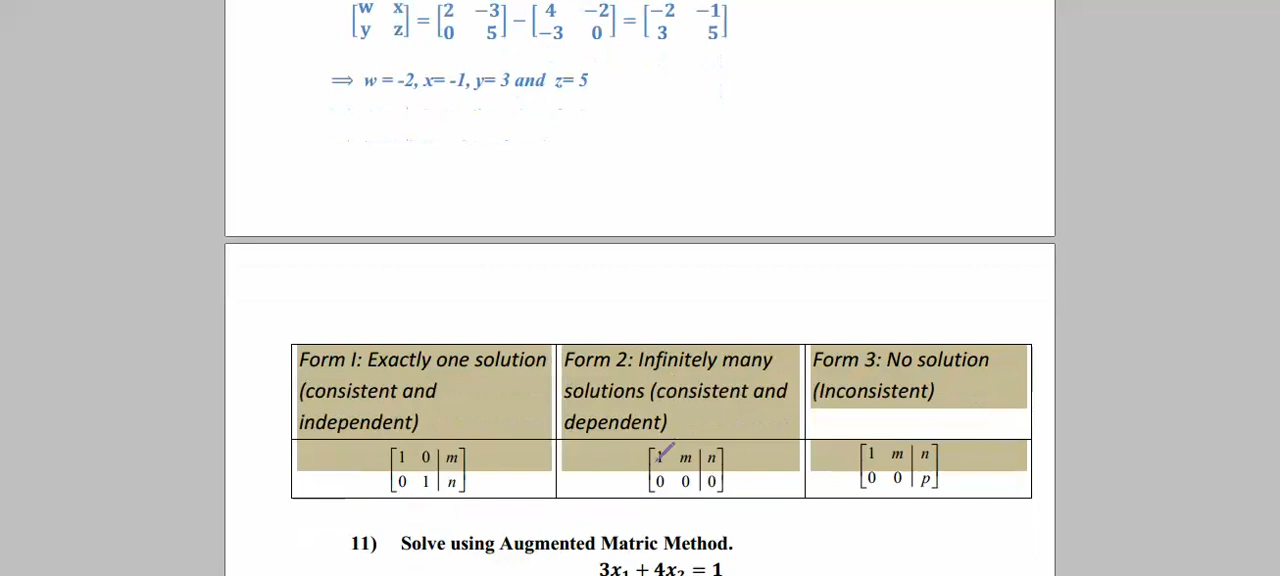 [w x
y z] = [2 −3
0 5] − [4 −2
−3 0] = [−2 −1
3 5]
⟹ w = -2, x= -1, y= 3 and z= 5
Form I: Exactly one solution
(consistent and
independent)
Form 2: Infinitely many
solutions (consistent and
dependent)
Form 3: No solution
(Inconsistent)
[1 0 | m
0 1 | n]
[1 m | n
0 0 | 0]
[1 m | n
0 0 | p]
11) Solve using Augmented Matric Method.
3x₁ + 4x₂ = 1